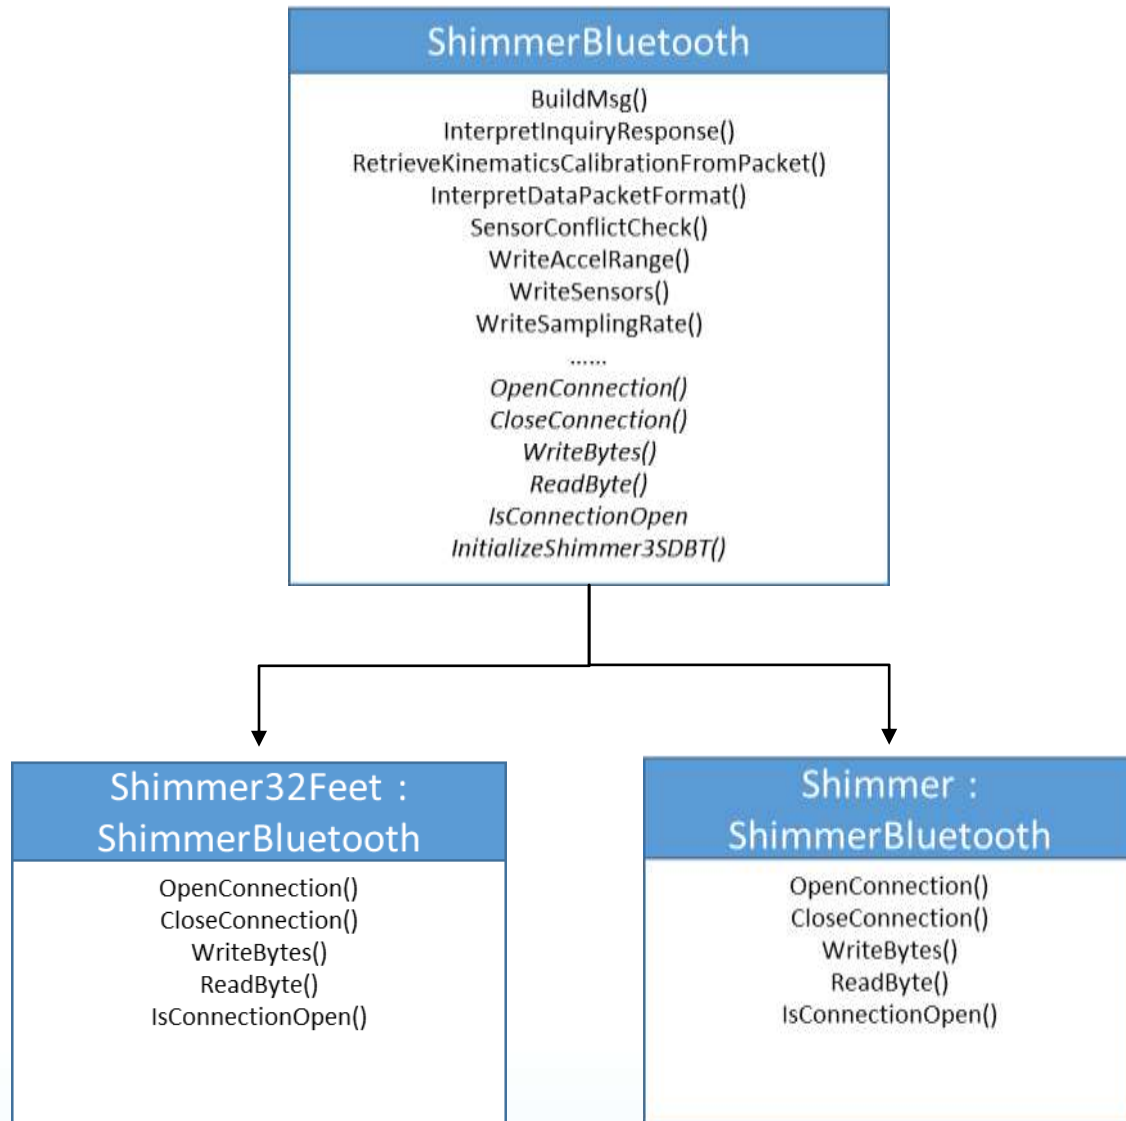 ShimmerBluetooth
BuildMsg()
InterpretInquiryResponse()
RetrieveKinematicsCalibrationFromPacket()
InterpretDataPacketFormat()
SensorConflictCheck()
WriteAccelRange()
WriteSensors()
WriteSamplingRate()
......
OpenConnection()
CloseConnection()
WriteBytes()
ReadByte()
IsConnectionOpen
InitializeShimmer3SDBT()
Shimmer32Feet :
ShimmerBluetooth
OpenConnection()
CloseConnection()
WriteBytes()
ReadByte()
IsConnectionOpen()
Shimmer :
ShimmerBluetooth
OpenConnection()
CloseConnection()
WriteBytes()
ReadByte()
IsConnectionOpen()